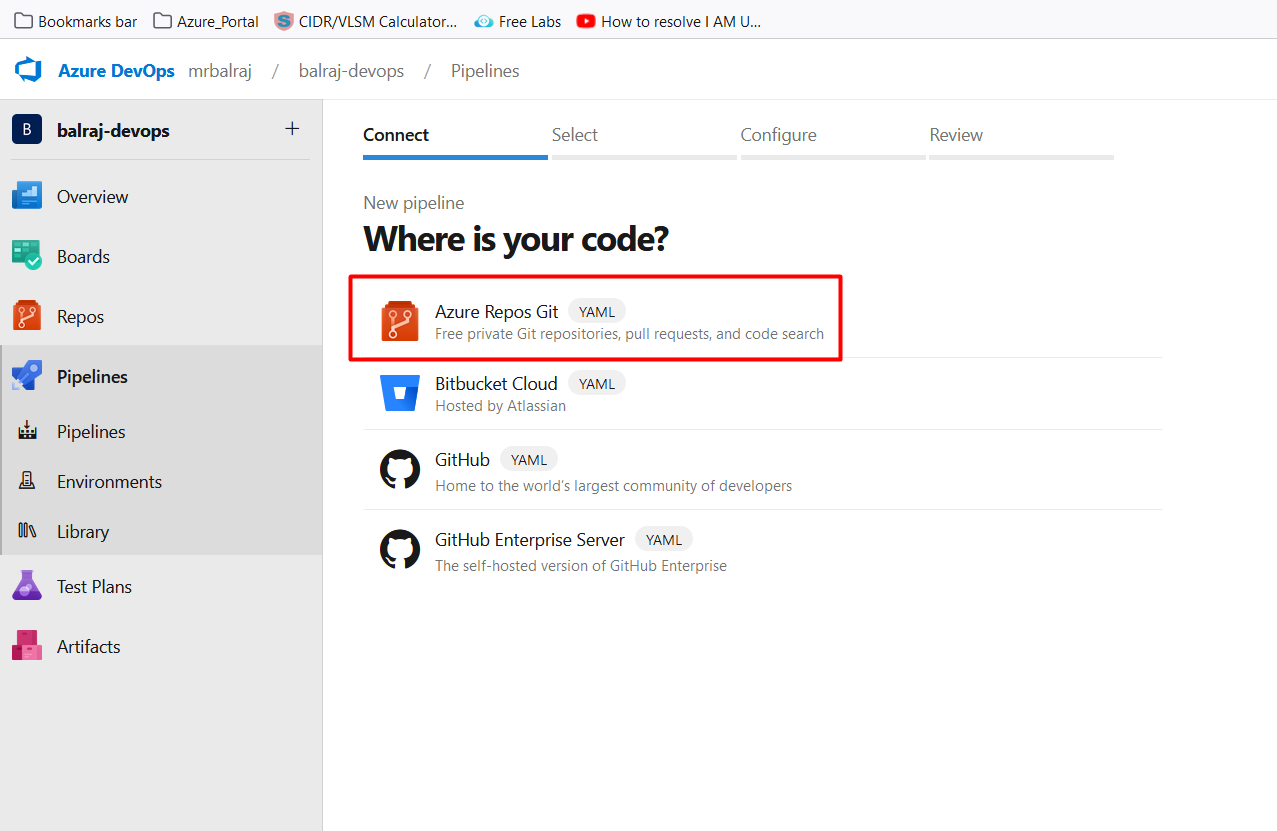 Bookmarks bar Azure_Portal CIDR/VLSM Calculator... Free Labs How to resolve I AM U...
Azure DevOps mrbalraj / balraj-devops / Pipelines
B balraj-devops +
Overview
Boards
Repos
Pipelines
Pipelines
Environments
Library
Test Plans
Artifacts
Connect Select Configure Review
New pipeline
Where is your code?
Azure Repos Git YAML
Free private Git repositories, pull requests, and code search
Bitbucket Cloud YAML
Hosted by Atlassian
GitHub YAML
Home to the world’s largest community of developers
GitHub Enterprise Server YAML
The self-hosted version of GitHub Enterprise